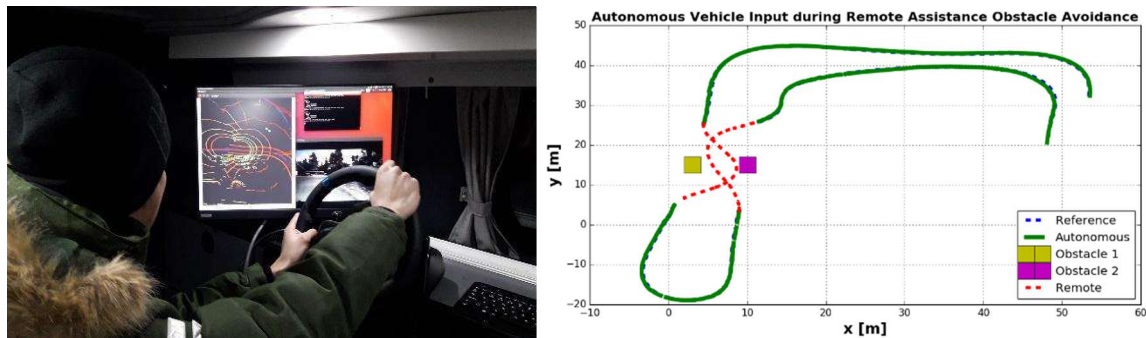 Autonomous Vehicle Input during Remote Assistance Obstacle Avoidance
y [m]
50
40
30
20
10
0
−10
−20
−10
0
10
20
30
40
50
60
x [m]
Reference
Autonomous
Obstacle 1
Obstacle 2
Remote